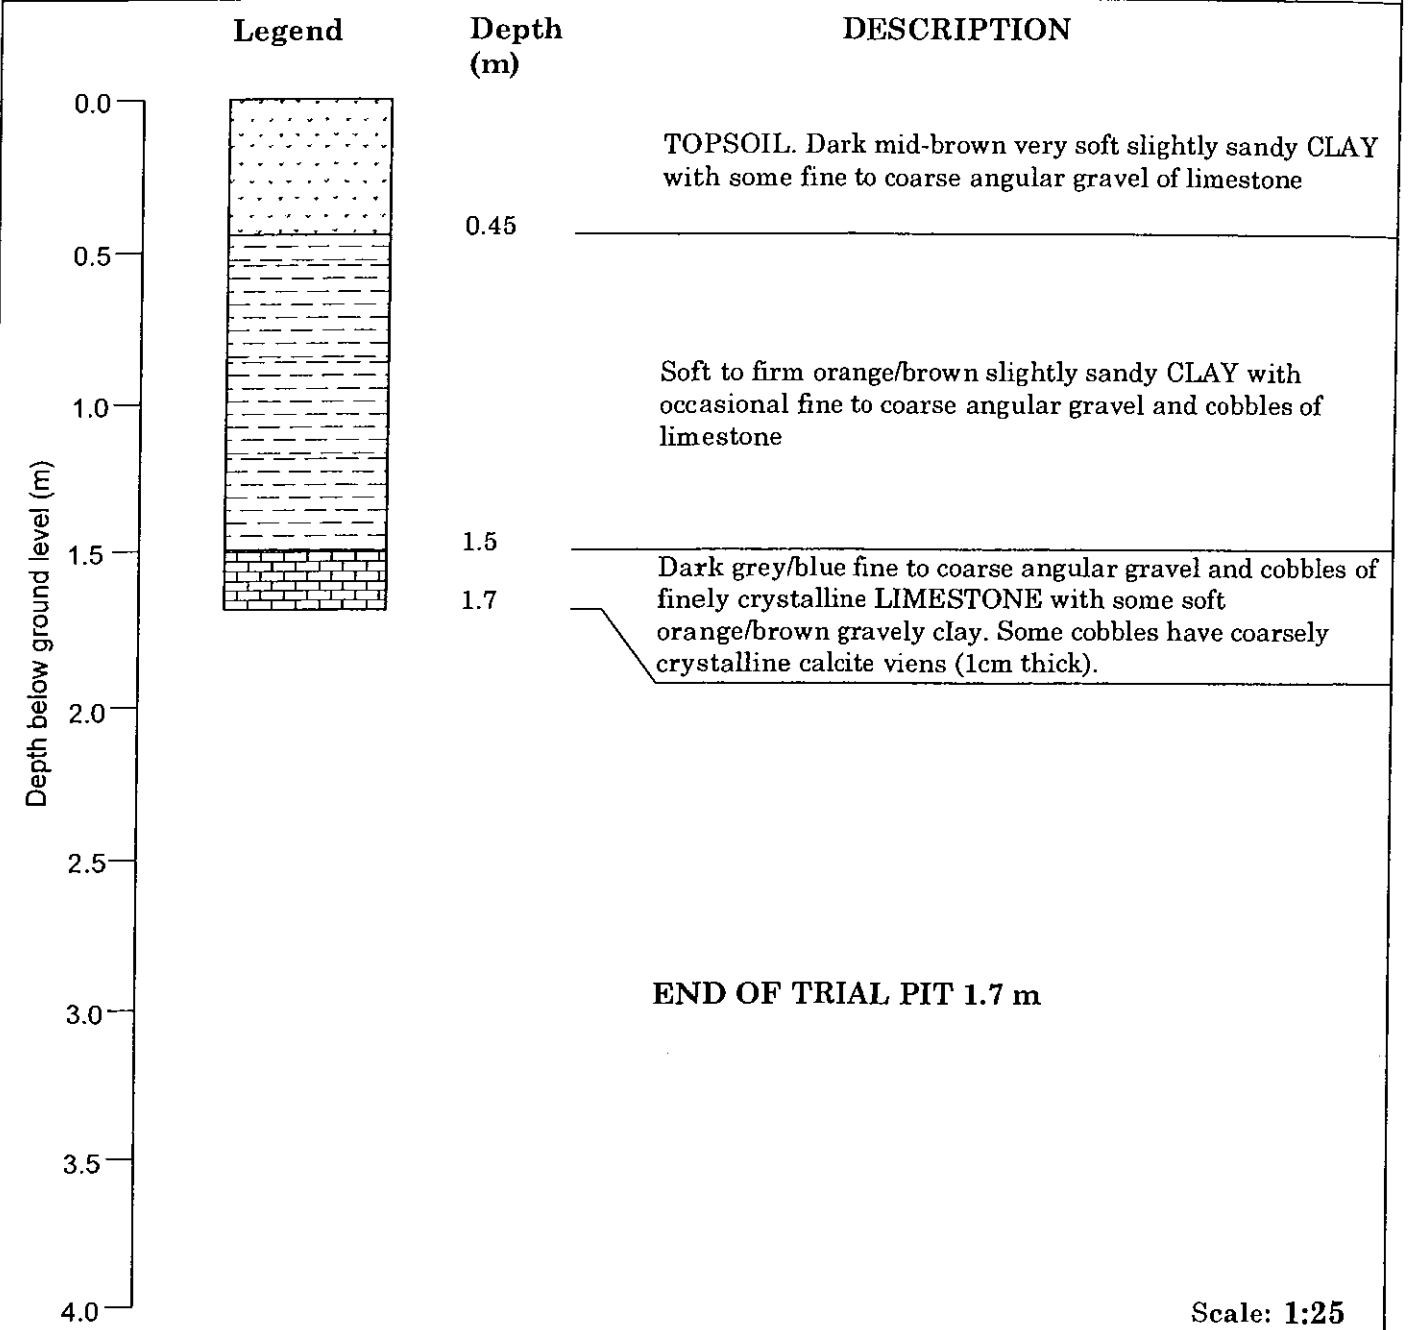 Legend
Depth
(m)
DESCRIPTION
0.0
TOPSOIL. Dark mid-brown very soft slightly sandy CLAY
with some fine to coarse angular gravel of limestone
0.45
0.5
Soft to firm orange/brown slightly sandy CLAY with
occasional fine to coarse angular gravel and cobbles of
limestone
1.0
Depth below ground level (m)
1.5
1.5
Dark grey/blue fine to coarse angular gravel and cobbles of
finely crystalline LIMESTONE with some soft
orange/brown gravely clay. Some cobbles have coarsely
crystalline calcite viens (1cm thick).
1.7
2.0
2.5
END OF TRIAL PIT 1.7 m
3.0
3.5
4.0
Scale: 1:25